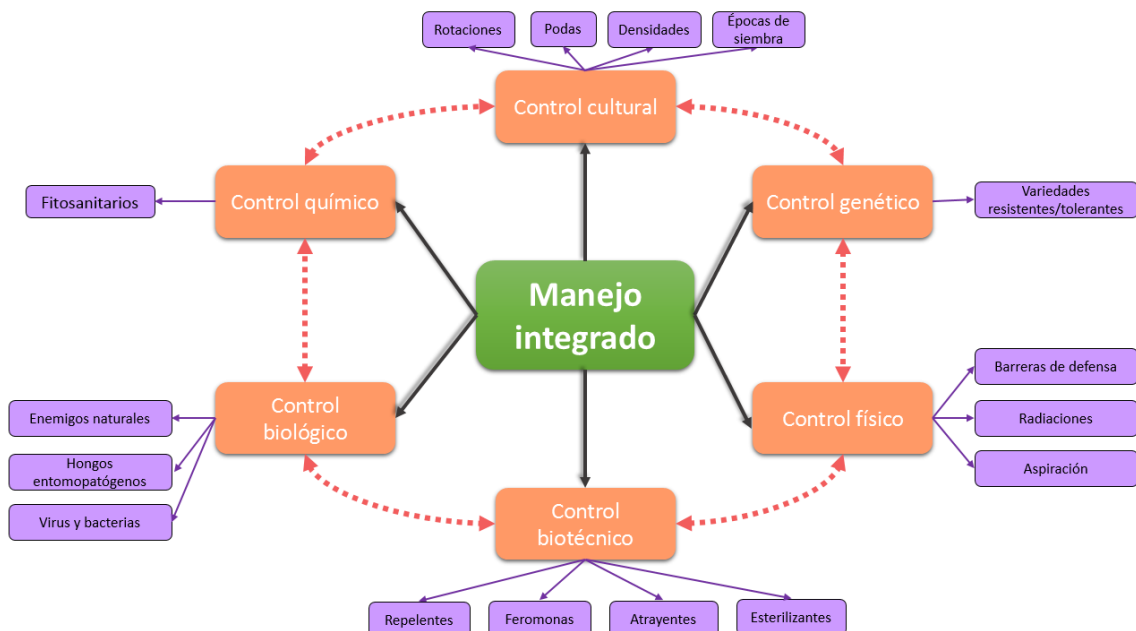 Rotaciones
Podas
Densidades
Épocas de
siembra
Control cultural
Control químico
Fitosanitarios
Control genético
Variedades
resistentes/tolerantes
Manejo
integrado
Control
biológico
Enemigos naturales
Hongos
entomopatógenos
Virus y bacterias
Control físico
Barreras de defensa
Radiaciones
Aspiración
Control
biotécnico
Repelentes
Feromonas
Atrayentes
Esterilizantes